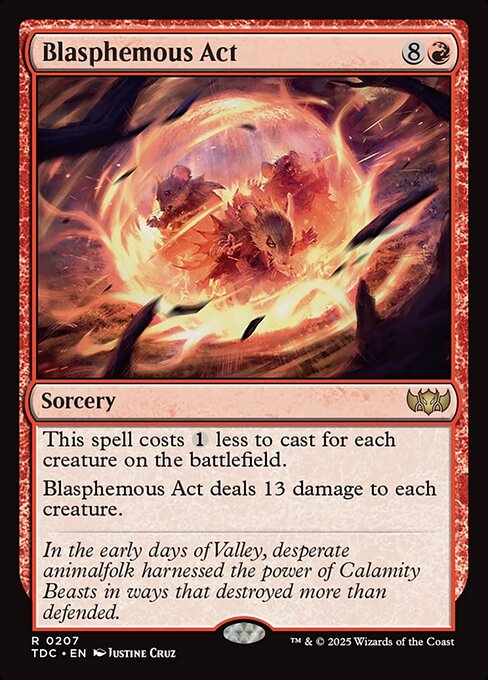 Blasphemous Act 8
Sorcery
This spell costs 1 less to cast for each
creature on the battlefield.
Blasphemous Act deals 13 damage to each
creature.
In the early days of Valley, desperate
animalfolk harnessed the power of Calamity
Beasts in ways that destroyed more than
defended.
R 0207
™ & © 2025 Wizards of the Coast
TDC • EN Justine Cruz